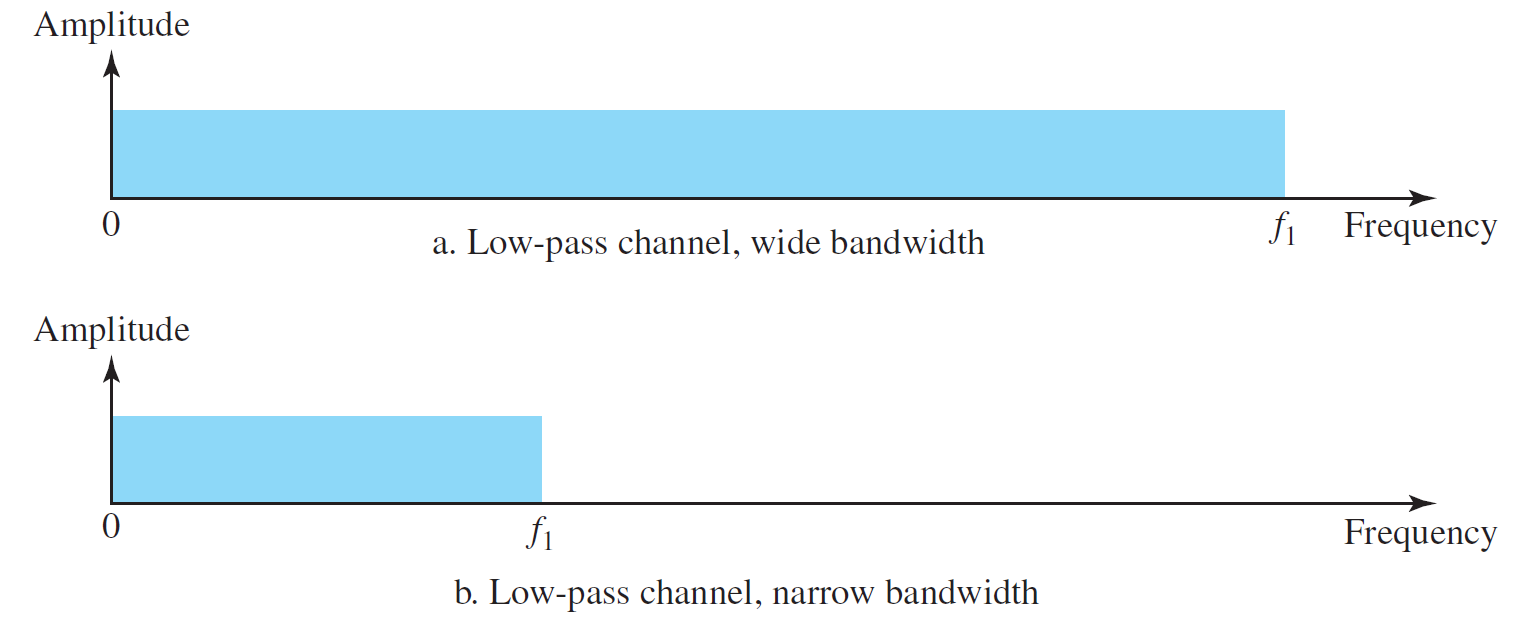 Amplitude
0
f1
Frequency
a. Low-pass channel, wide bandwidth
Amplitude
0
f1
Frequency
b. Low-pass channel, narrow bandwidth